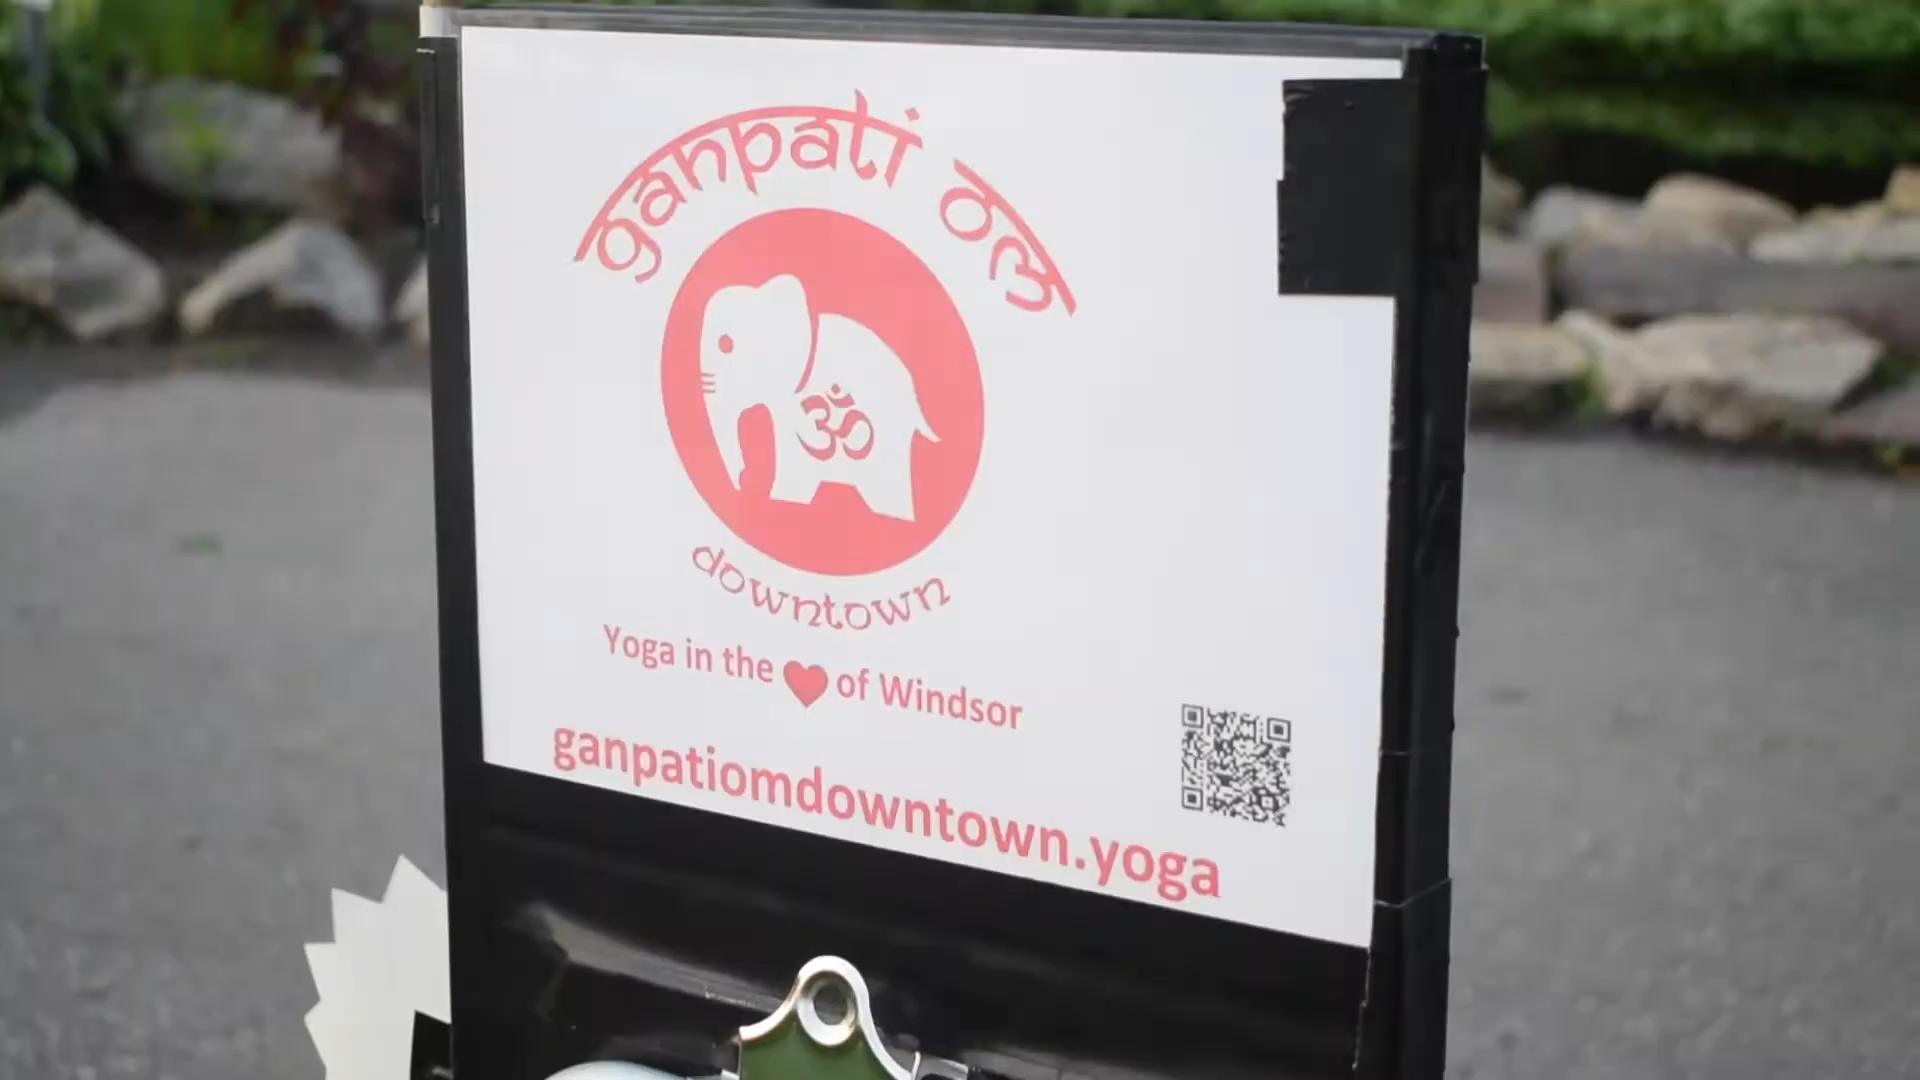 ganpati om
ॐ
downtown
Yoga in the ♥ of Windsor
ganpatiomdowntown.yoga